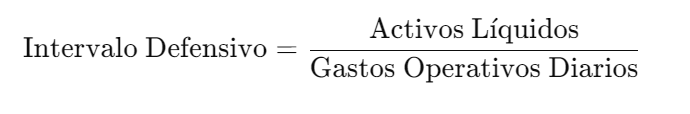 Intervalo Defensivo = Activos Líquidos
Gastos Operativos Diarios